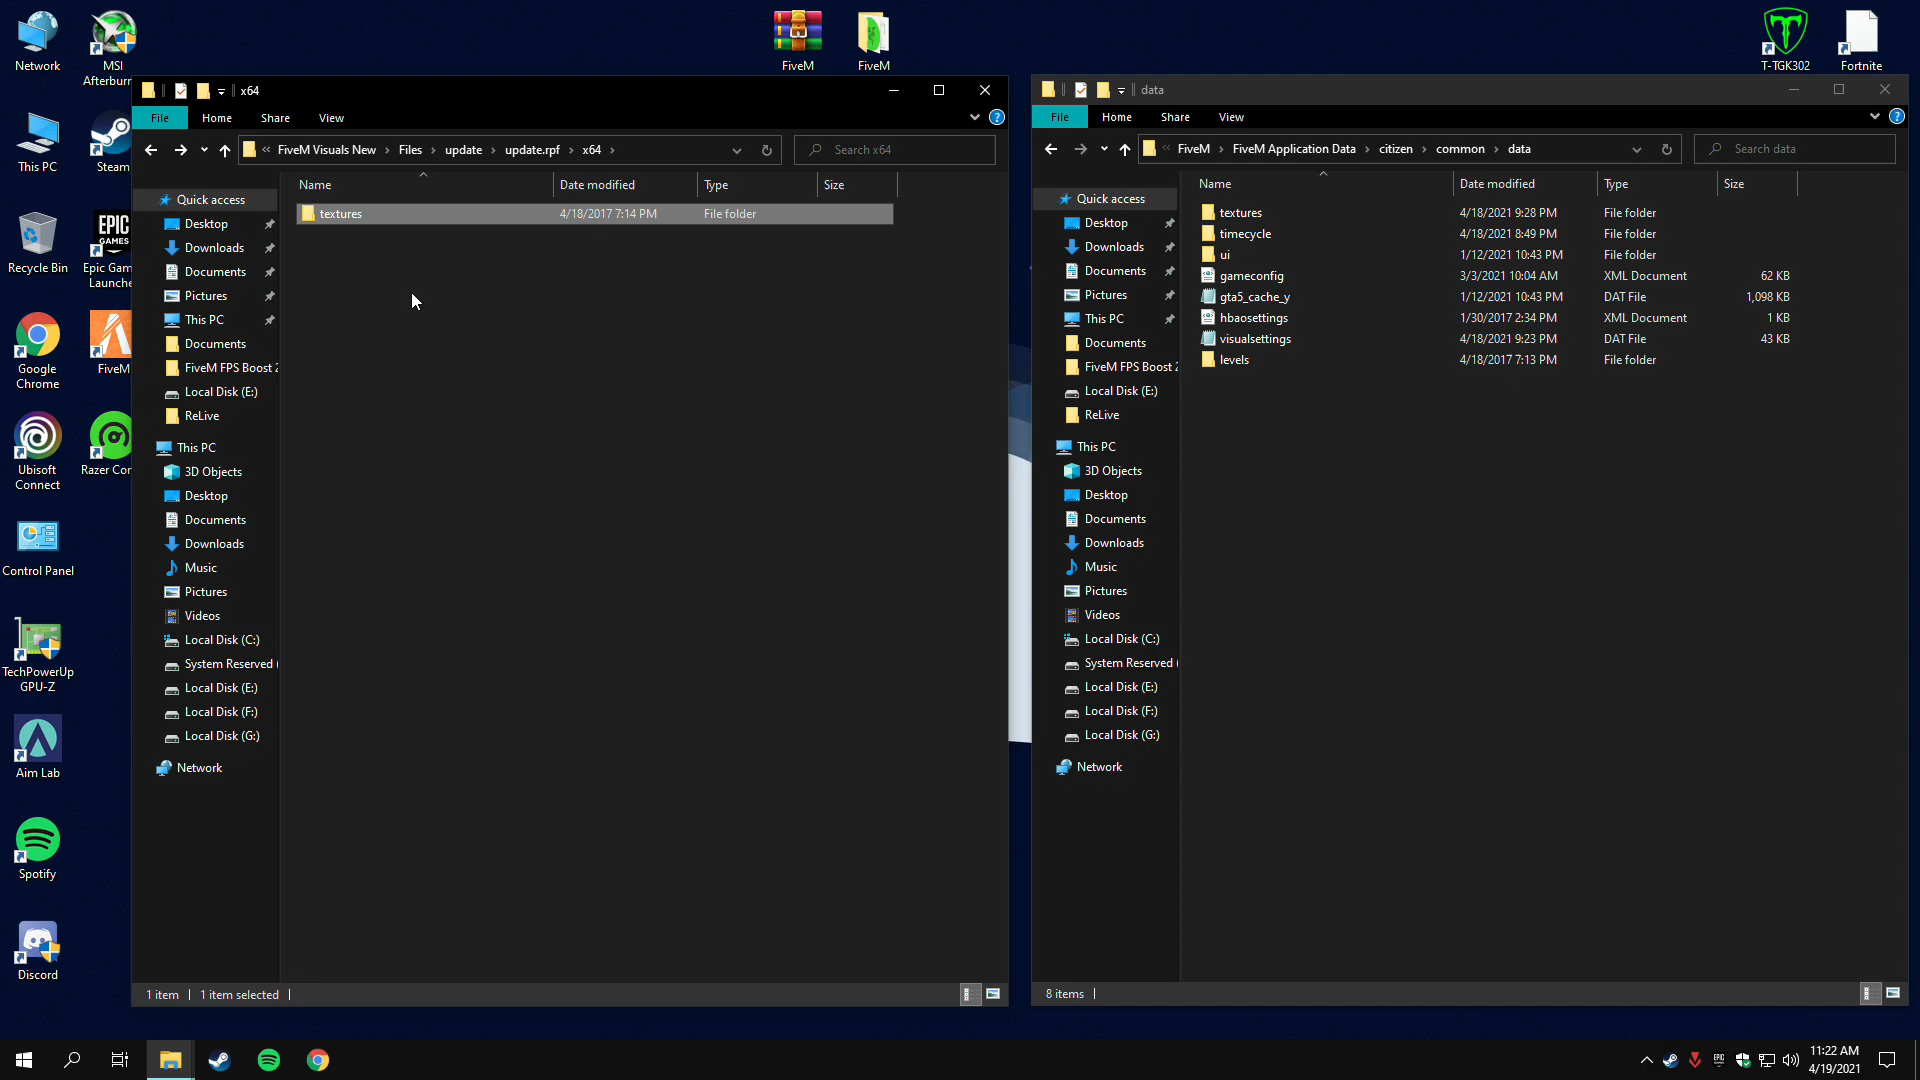 Network
MSI
Afterburn
FiveM
FiveM
T-TGK302
Fortnite
This PC
Steam
Recycle Bin
Epic Gam
Launche
Google
Chrome
FiveM
Ubisoft
Connect
Razer Cor
Control Panel
TechPowerUp
GPU-Z
Aim Lab
Spotify
Discord
x64
File
Home
Share
View
FiveM Visuals New
Files
update
update.rpf
x64
Search x64
Name
Date modified
Type
Size
textures
4/18/2017 7:14 PM
File folder
Quick access
Desktop
Downloads
Documents
Pictures
This PC
Documents
FiveM FPS Boost 2
Local Disk (E:)
ReLive
This PC
3D Objects
Desktop
Documents
Downloads
Music
Pictures
Videos
Local Disk (C:)
System Reserved (
Local Disk (E:)
Local Disk (F:)
Local Disk (G:)
Network
1 item
1 item selected
data
File
Home
Share
View
FiveM
FiveM Application Data
citizen
common
data
Search data
Name
Date modified
Type
Size
textures 4/18/2021 9:28 PM File folder
timecycle 4/18/2021 8:49 PM File folder
ui 1/12/2021 10:43 PM File folder
gameconfig 3/3/2021 10:04 AM XML Document 62 KB
gta5_cache_y 1/12/2021 10:43 PM DAT File 1,098 KB
hbaosettings 1/30/2017 2:34 PM XML Document 1 KB
visualsettings 4/18/2021 9:23 PM DAT File 43 KB
levels 4/18/2017 7:13 PM File folder
Quick access
Desktop
Downloads
Documents
Pictures
This PC
Documents
FiveM FPS Boost 2
Local Disk (E:)
ReLive
This PC
3D Objects
Desktop
Documents
Downloads
Music
Pictures
Videos
Local Disk (C:)
System Reserved (
Local Disk (E:)
Local Disk (F:)
Local Disk (G:)
Network
8 items
11:22 AM
4/19/2021
EPIC
GAMES